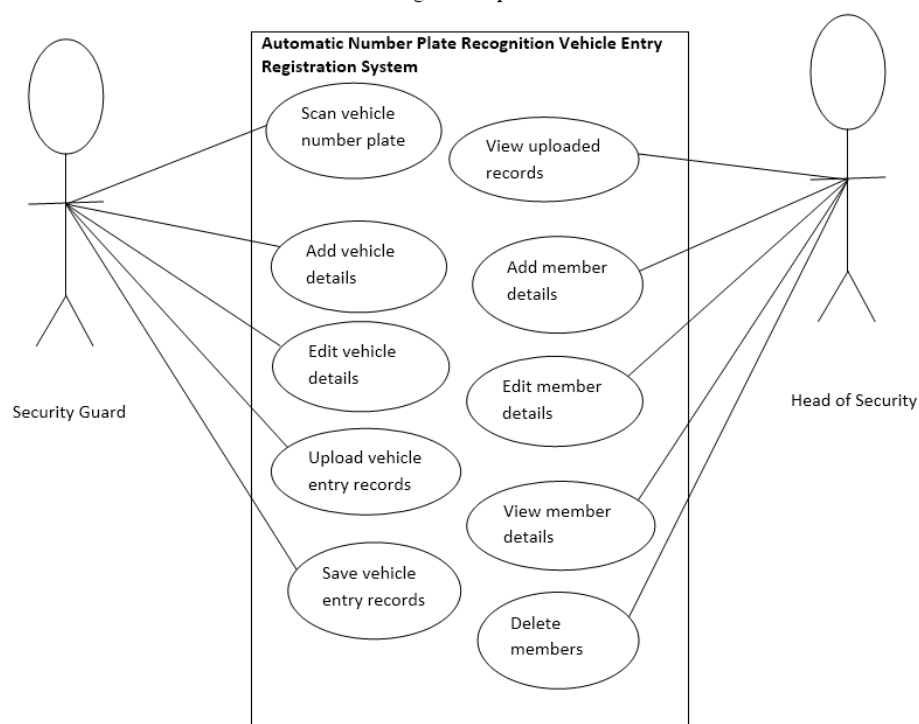 Automatic Number Plate Recognition Vehicle Entry
Registration System
Scan vehicle
number plate
View uploaded
records
Add vehicle
details
Add member
details
Edit vehicle
details
Edit member
details
Security Guard
Head of Security
Upload vehicle
entry records
View member
details
Save vehicle
entry records
Delete
members